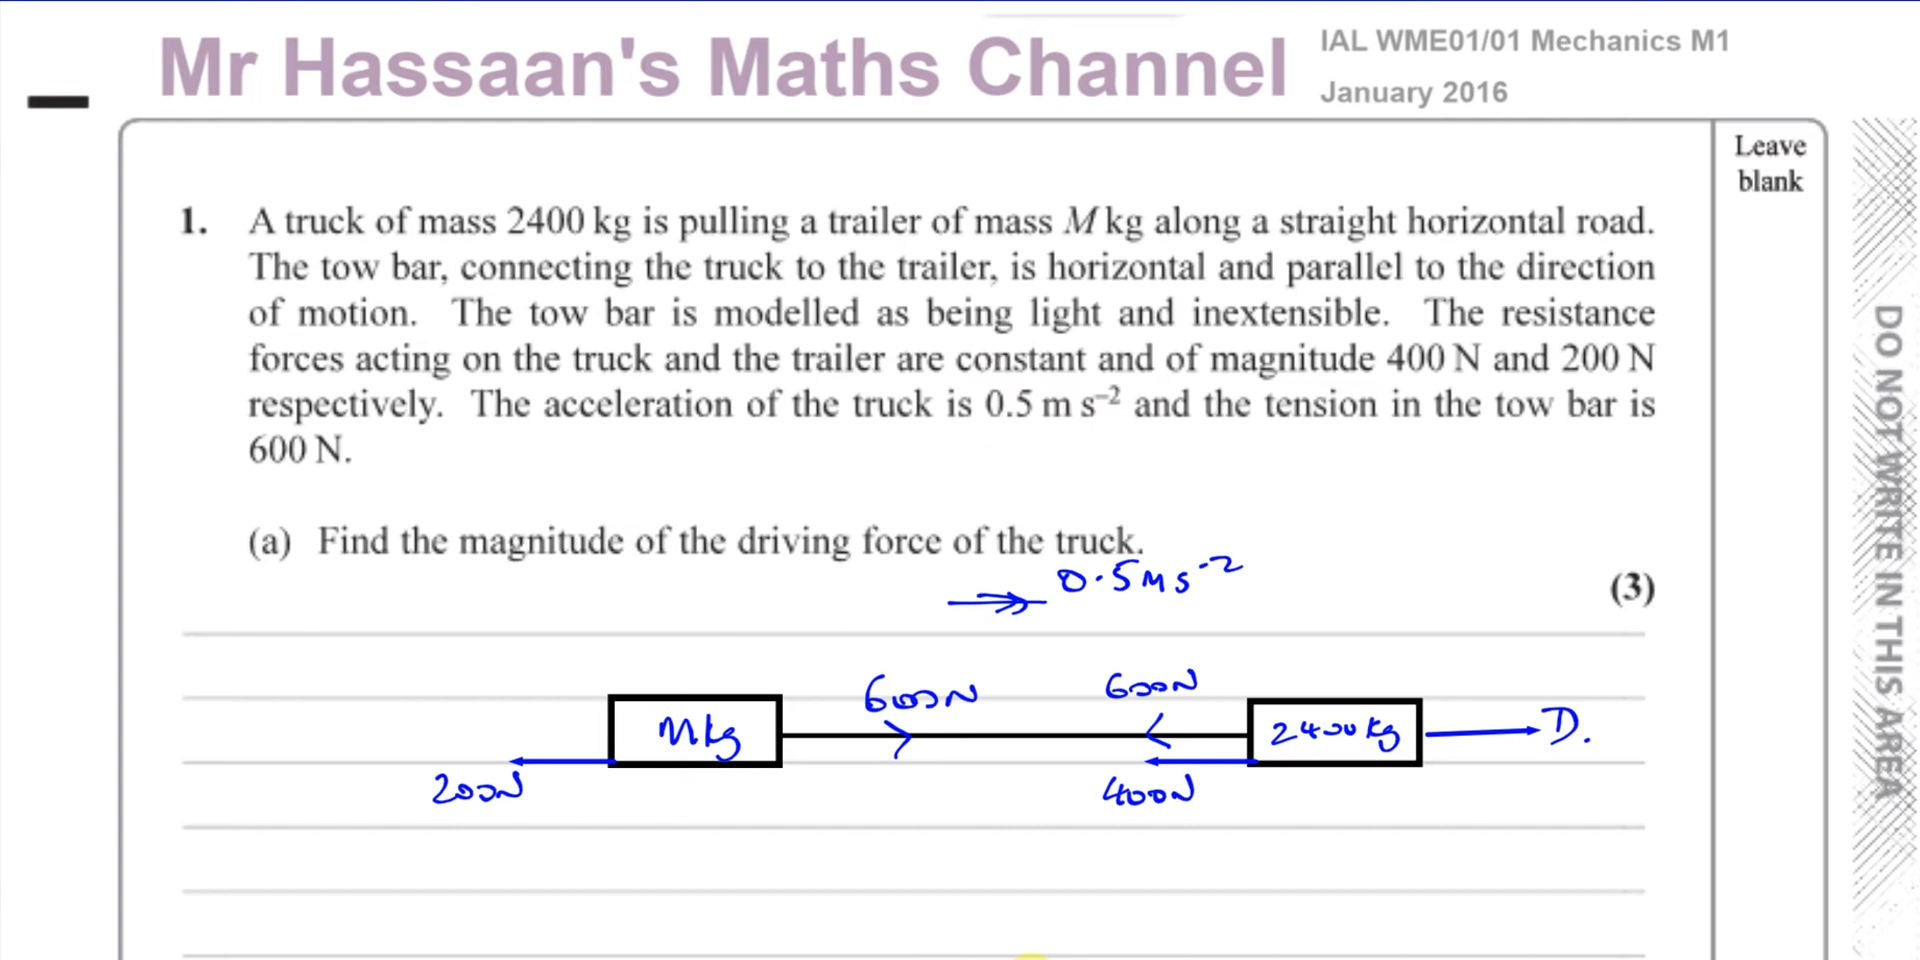 Mr Hassaan's Maths Channel
IAL WME01/01 Mechanics M1
January 2016
Leave
blank
1. A truck of mass 2400 kg is pulling a trailer of mass M kg along a straight horizontal road.
The tow bar, connecting the truck to the trailer, is horizontal and parallel to the direction
of motion. The tow bar is modelled as being light and inextensible. The resistance
forces acting on the truck and the trailer are constant and of magnitude 400 N and 200 N
respectively. The acceleration of the truck is 0.5 m s⁻² and the tension in the tow bar is
600 N.
(a) Find the magnitude of the driving force of the truck.
(3)
0.5 m s⁻²
600N
600N
Mkg
2400kg
D.
200N
400N
DO NOT WRITE IN THIS AREA